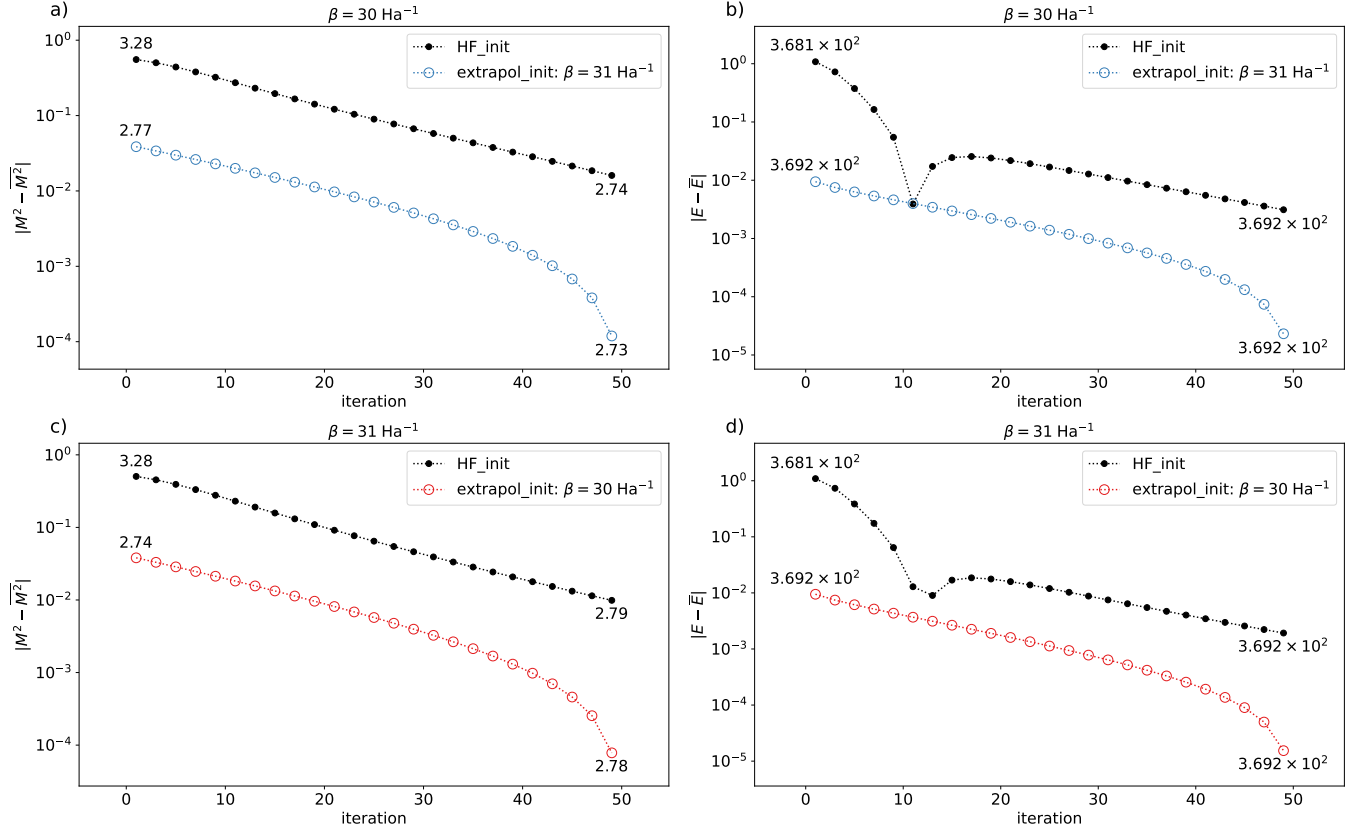 a)
β = 30 Ha⁻¹
10⁰
10⁻¹
10⁻²
10⁻³
10⁻⁴
|M² − M̅²̅|
3.28
2.77
2.74
2.73
HF_init
extrapol_init: β = 31 Ha⁻¹
0 10 20 30 40 50
iteration
b)
β = 30 Ha⁻¹
10⁰
10⁻¹
10⁻²
10⁻³
10⁻⁴
10⁻⁵
|E − E̅|
3.681 × 10²
3.692 × 10²
3.692 × 10²
3.692 × 10²
HF_init
extrapol_init: β = 31 Ha⁻¹
0 10 20 30 40 50
iteration
c)
β = 31 Ha⁻¹
10⁰
10⁻¹
10⁻²
10⁻³
10⁻⁴
|M² − M̅²̅|
3.28
2.74
2.79
2.78
HF_init
extrapol_init: β = 30 Ha⁻¹
0 10 20 30 40 50
iteration
d)
β = 31 Ha⁻¹
10⁰
10⁻¹
10⁻²
10⁻³
10⁻⁴
10⁻⁵
|E − E̅|
3.681 × 10²
3.692 × 10²
3.692 × 10²
3.692 × 10²
HF_init
extrapol_init: β = 30 Ha⁻¹
0 10 20 30 40 50
iteration